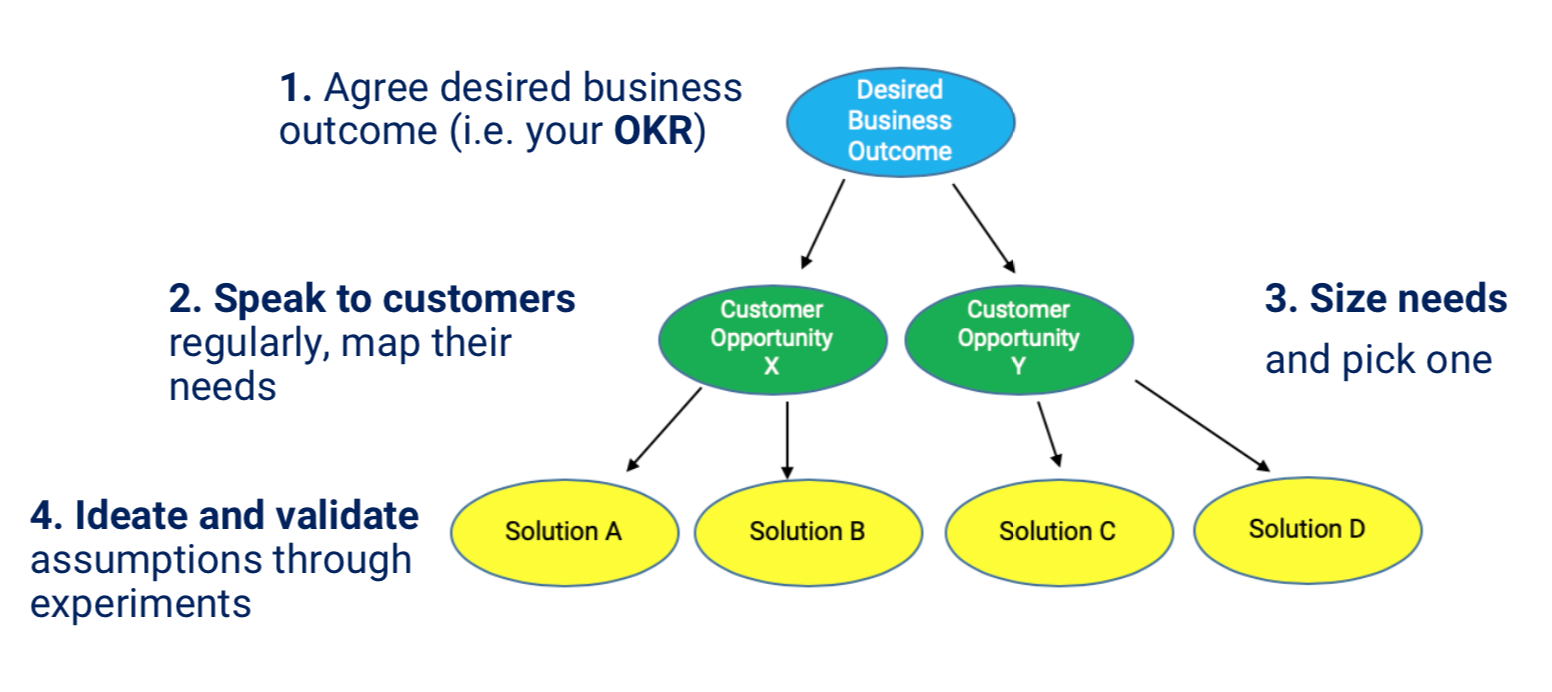 1. Agree desired business
outcome (i.e. your OKR)
Desired
Business
Outcome
2. Speak to customers
regularly, map their
needs
Customer
Opportunity
X
Customer
Opportunity
Y
3. Size needs
and pick one
4. Ideate and validate
assumptions through
experiments
Solution A
Solution B
Solution C
Solution D